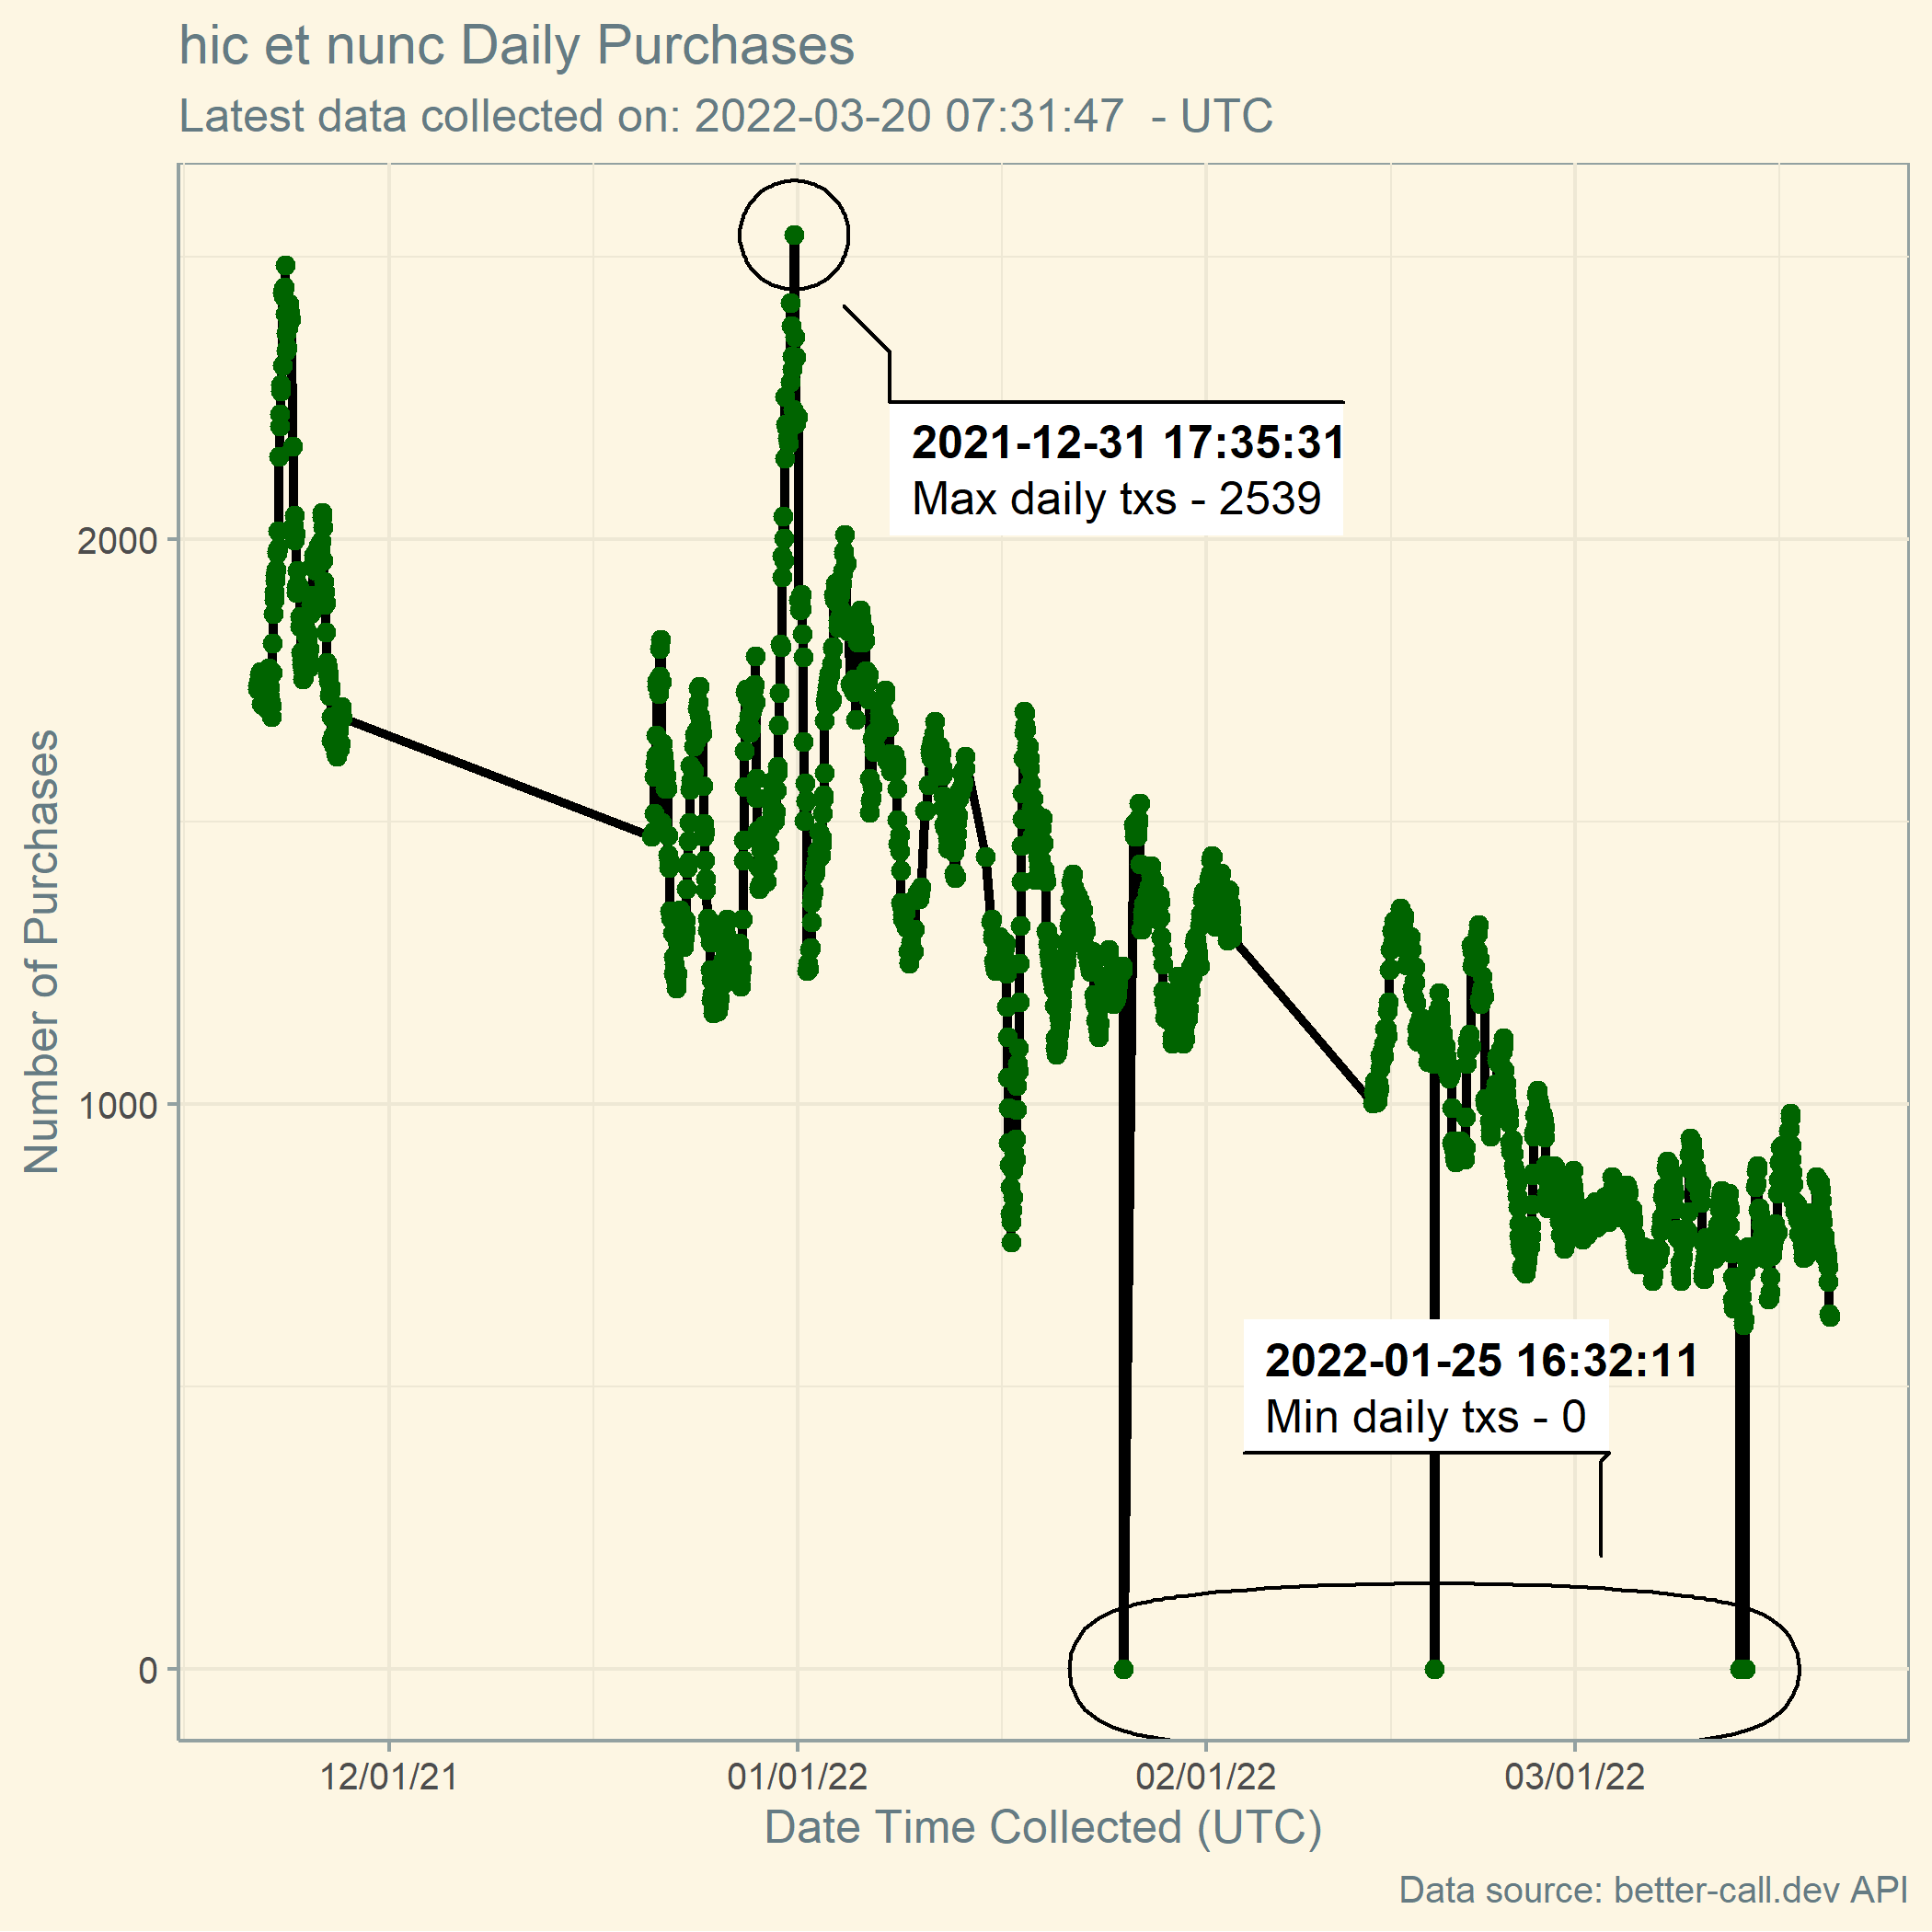 hic et nunc Daily Purchases
Latest data collected on: 2022-03-20 07:31:47  - UTC
2021-12-31 17:35:31
Max daily txs - 2539
2000
Number of Purchases
1000
2022-01-25 16:32:11
Min daily txs - 0
0
12/01/21 01/01/22 02/01/22 03/01/22
Date Time Collected (UTC)
Data source: better-call.dev API